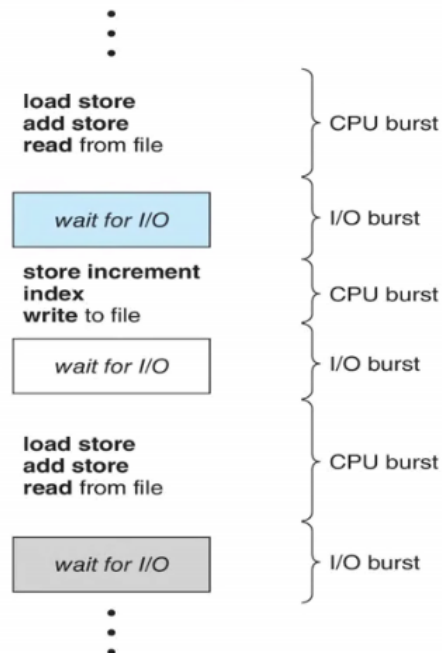 load store
add store
read from file
CPU burst
wait for I/O
I/O burst
store increment
index
write to file
CPU burst
wait for I/O
I/O burst
load store
add store
read from file
CPU burst
wait for I/O
I/O burst